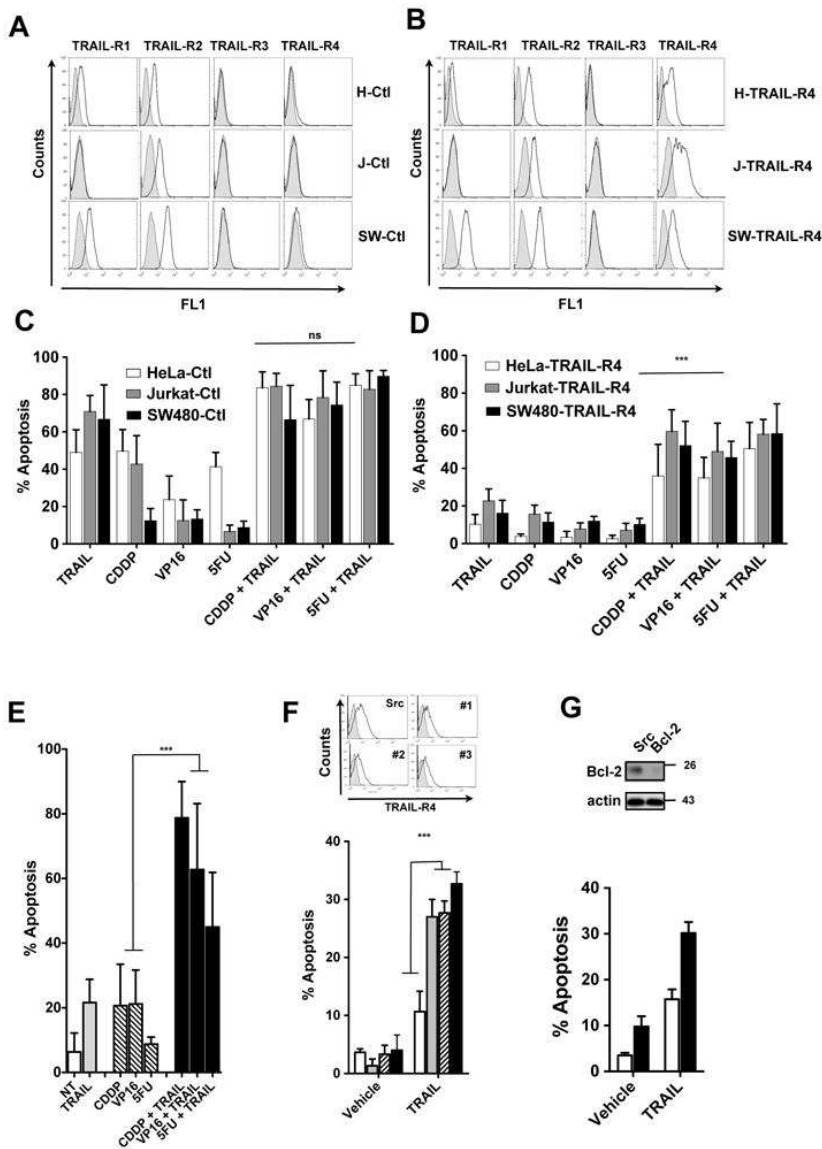 A
TRAIL-R1 TRAIL-R2 TRAIL-R3 TRAIL-R4
H-Ctl
J-Ctl
SW-Ctl
Counts
FL1
B
TRAIL-R1 TRAIL-R2 TRAIL-R3 TRAIL-R4
H-TRAIL-R4
J-TRAIL-R4
SW-TRAIL-R4
Counts
FL1
C
ns
HeLa-Ctl
Jurkat-Ctl
SW480-Ctl
% Apoptosis
100
80
60
40
20
0
TRAIL
CDDP
VP16
5FU
CDDP + TRAIL
VP16 + TRAIL
5FU + TRAIL
D
***
HeLa-TRAIL-R4
Jurkat-TRAIL-R4
SW480-TRAIL-R4
% Apoptosis
100
80
60
40
20
0
TRAIL
CDDP
VP16
5FU
CDDP + TRAIL
VP16 + TRAIL
5FU + TRAIL
E
***
% Apoptosis
100
80
60
40
20
0
NT
TRAIL
CDDP
VP16
5FU
CDDP + TRAIL
VP16 + TRAIL
5FU + TRAIL
F
Src
#1
#2
#3
Counts
TRAIL-R4
***
% Apoptosis
40
30
20
10
0
Vehicle
TRAIL
G
Src
Bcl-2
Bcl-2
26
actin
43
% Apoptosis
40
30
20
10
0
Vehicle
TRAIL